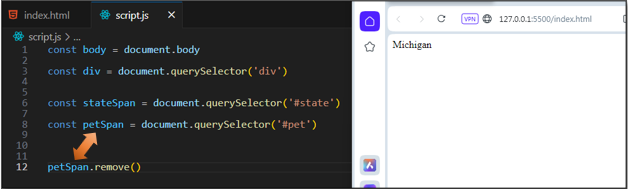 index.html
script.js
VPN
127.0.0.1:5500/index.html
script.js > ...
Michigan
1 const body = document.body
2
3 const div = document.querySelector('div')
4
5
6 const stateSpan = document.querySelector('#state')
7
8 const petSpan = document.querySelector('#pet')
9
10
11
12 petSpan.remove()